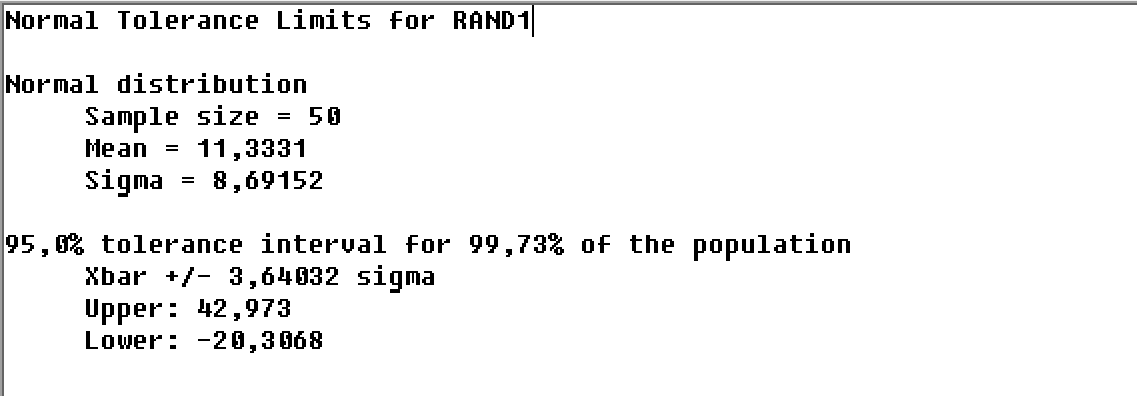 Normal Tolerance Limits for RAND1
Normal distribution
Sample size = 50
Mean = 11,3331
Sigma = 8,69152
95,0% tolerance interval for 99,73% of the population
Xbar +/- 3,64032 sigma
Upper: 42,973
Lower: -20,3068